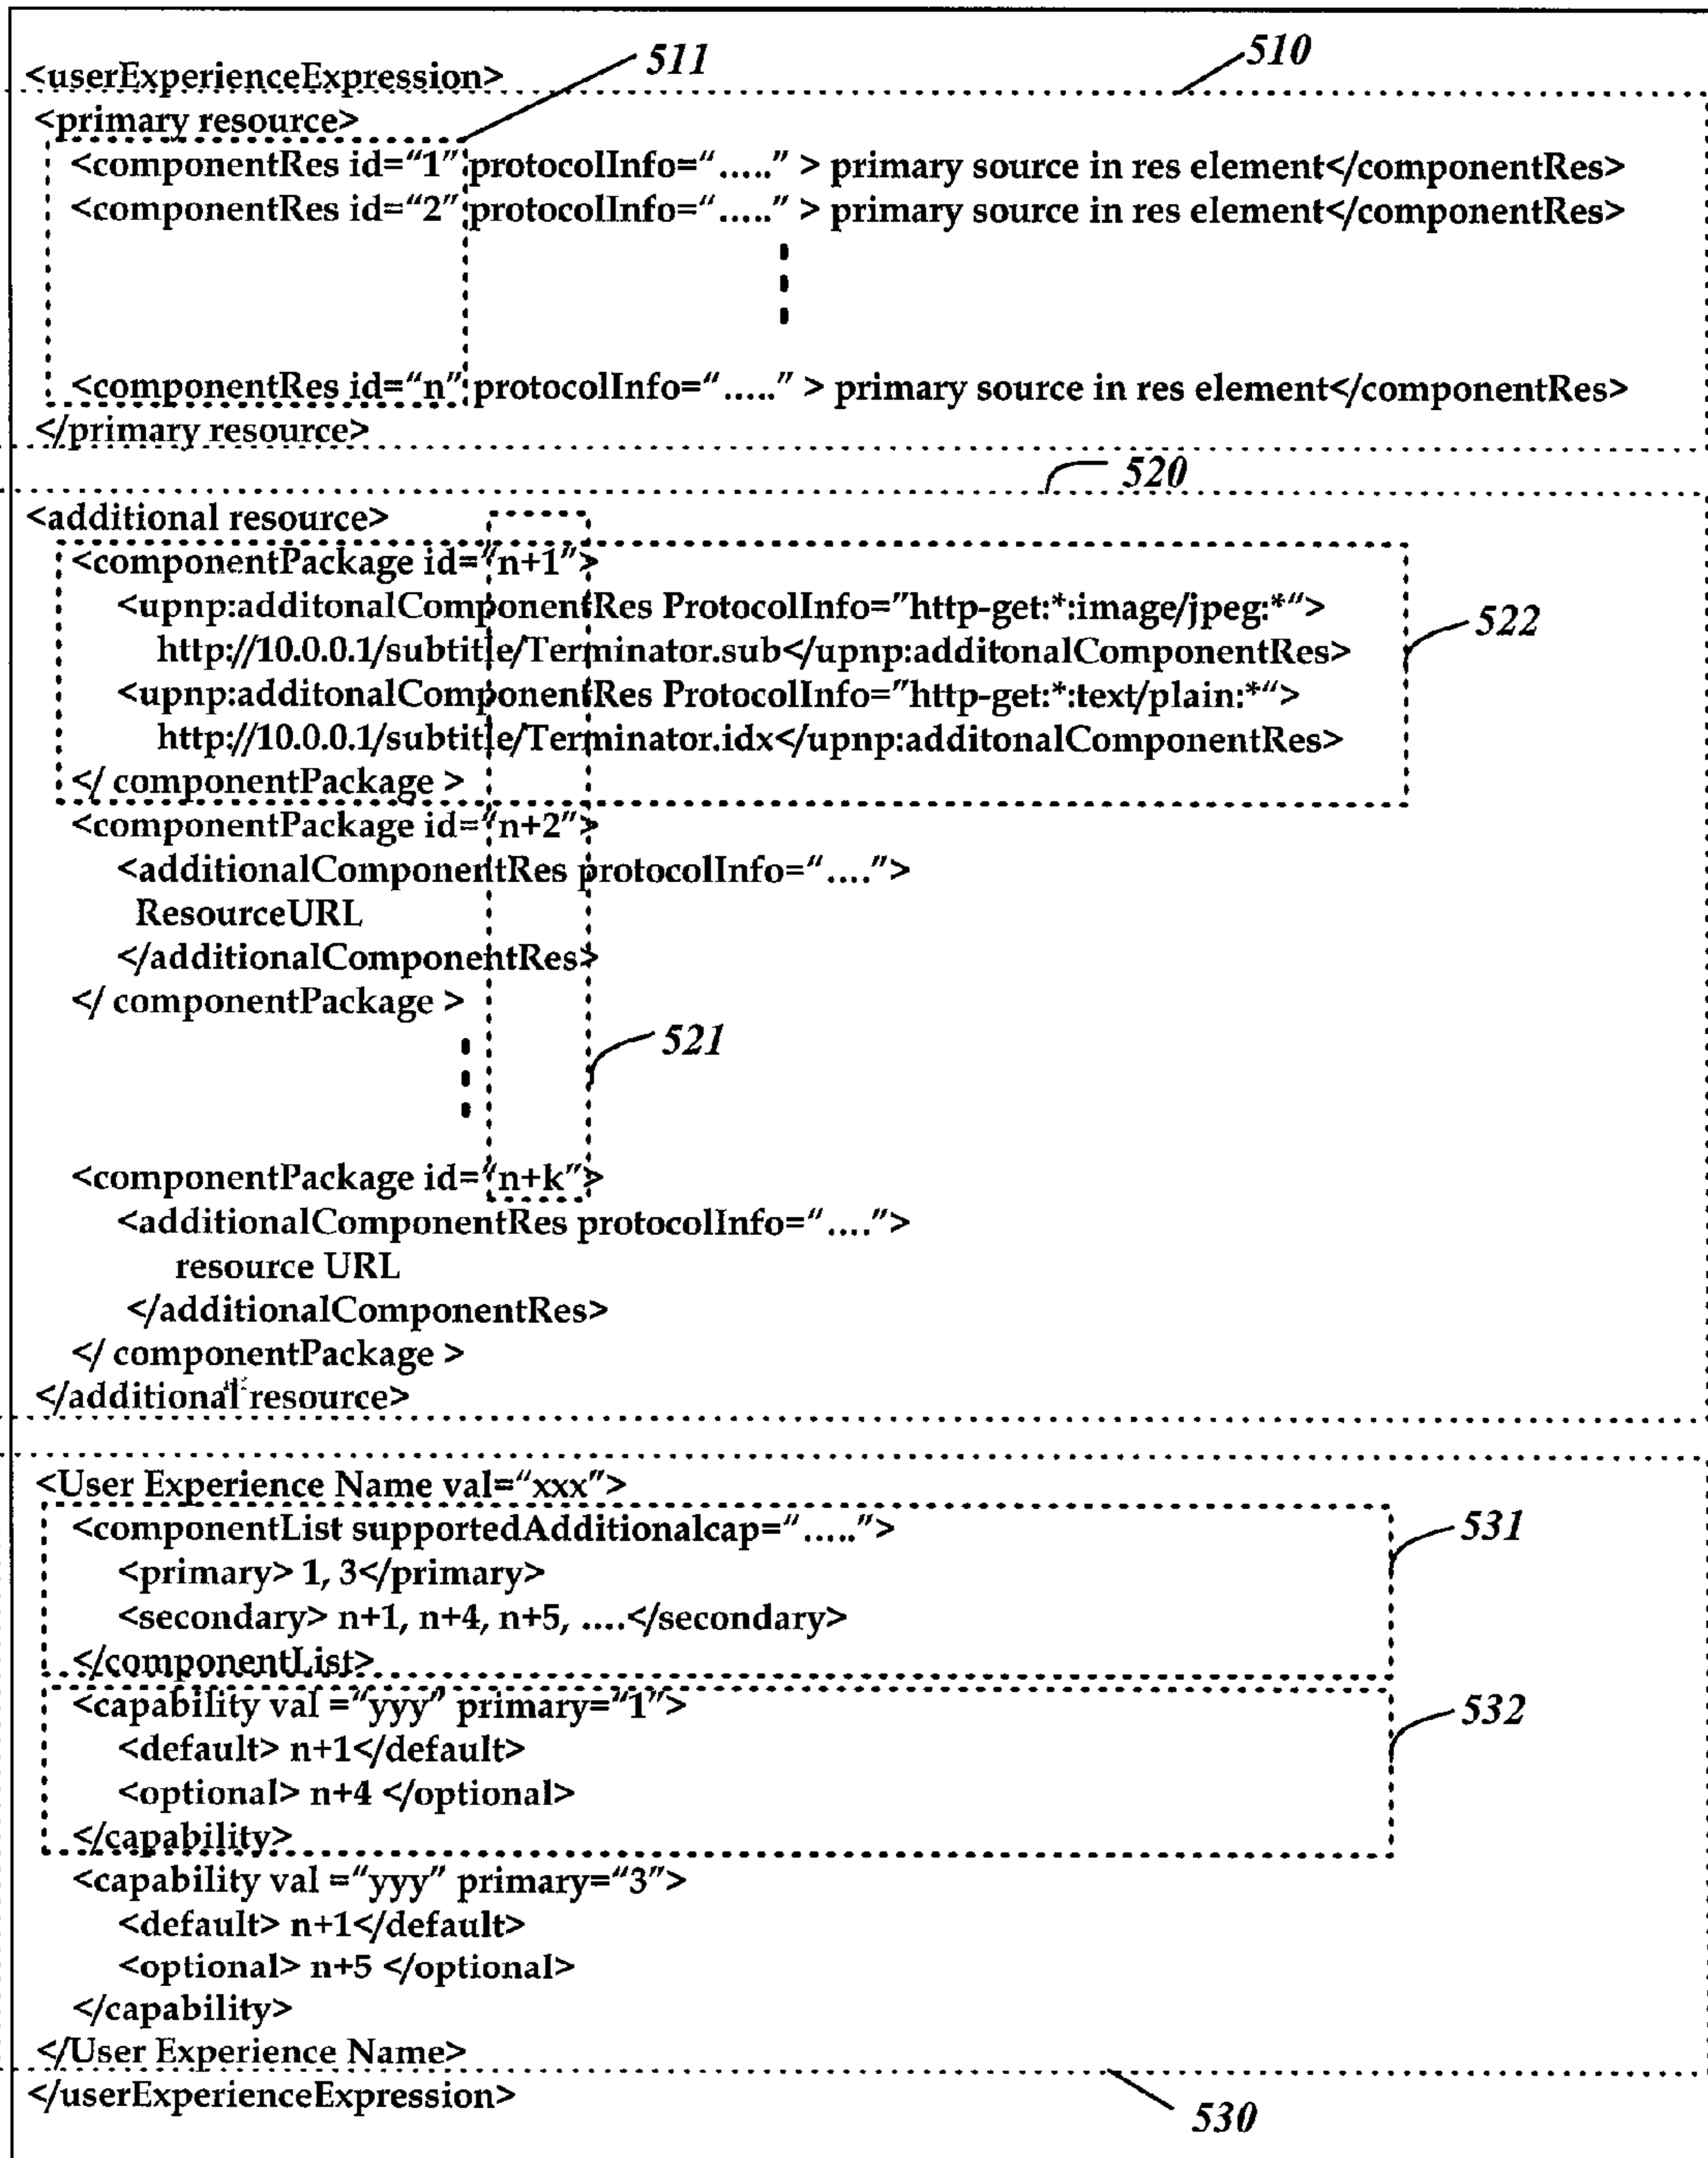 510
511
<userExperienceExpression>
<primary resource>
<componentRes id="1" protocolInfo="....." > primary source in res element</componentRes>
<componentRes id="2" protocolInfo="....." > primary source in res element</componentRes>
<componentRes id="n" protocolInfo="....." > primary source in res element</componentRes>
</primary resource>
520
<additional resource>
<componentPackage id="n+1">
<upnp:additonalComponentRes ProtocolInfo="http-get:*:image/jpeg:*">
522
http://10.0.0.1/subtitle/Terminator.sub</upnp:additonalComponentRes>
<upnp:additonalComponentRes ProtocolInfo="http-get:*:text/plain:*">
http://10.0.0.1/subtitle/Terminator.idx</upnp:additonalComponentRes>
</ componentPackage >
<componentPackage id="n+2">
<additionalComponentRes protocolInfo="....">
ResourceURL
</additionalComponentRes>
</ componentPackage >
521
<componentPackage id="n+k">
<additionalComponentRes protocolInfo="....">
resource URL
</additionalComponentRes>
</ componentPackage >
</additional resource>
<User Experience Name val="xxx">
<componentList supportedAdditionalcap=".....">
531
<primary> 1, 3</primary>
<secondary> n+1, n+4, n+5, ....</secondary>
</componentList>
<capability val ="yyy" primary="1">
532
<default> n+1</default>
<optional> n+4 </optional>
</capability>
<capability val ="yyy" primary="3">
<default> n+1</default>
<optional> n+5 </optional>
</capability>
</User Experience Name>
</userExperienceExpression>
530